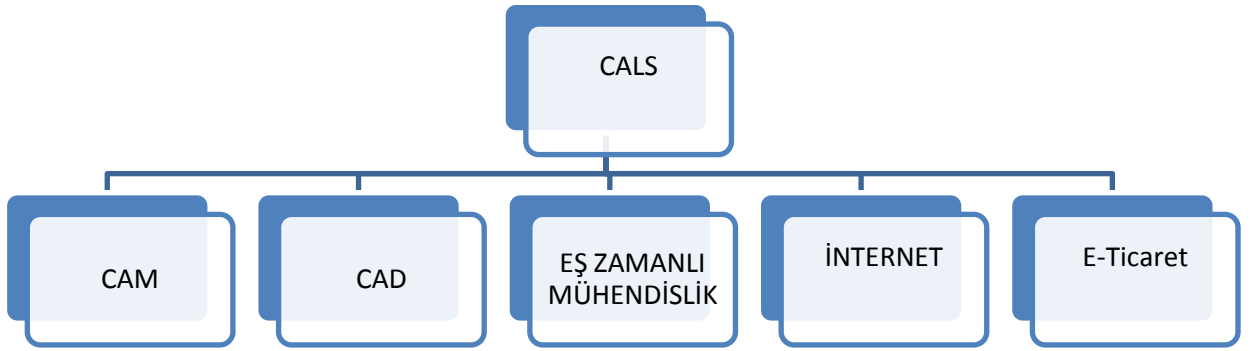 CALS
CAM
CAD
EŞ ZAMANLI
MÜHENDİSLİK
İNTERNET
E-Ticaret